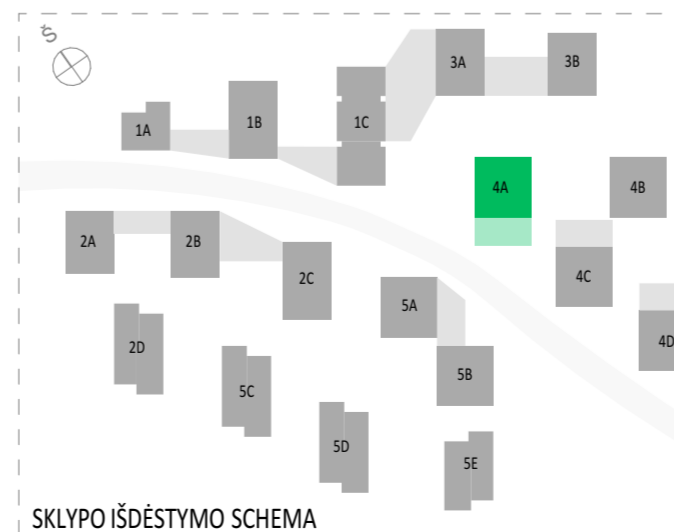 Š
3A
3B
1A
1B
1C
4A
4B
2A
2B
2C
4C
5A
4D
2D
5B
5C
5D
5E
SKLYPO IŠDĖSTYMO SCHEMA